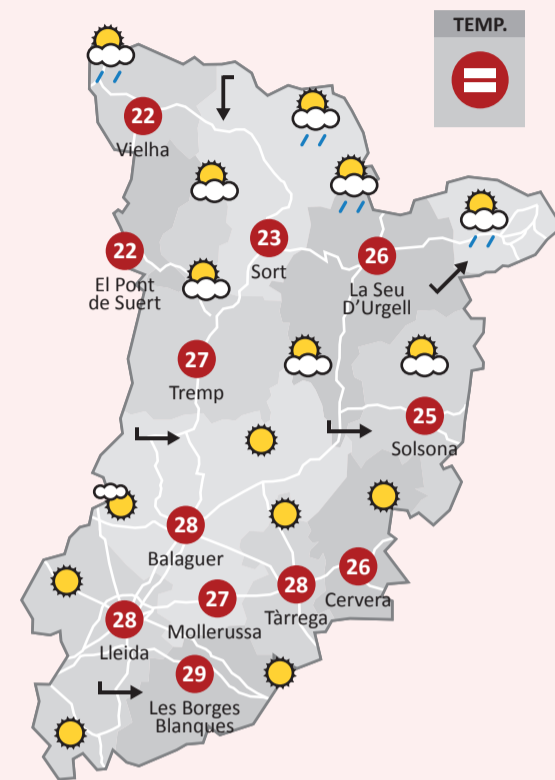 TEMP.
=
22
Vielha
22
El Pont
de Suert
23
Sort
26
La Seu
D'Urgell
27
Tremp
25
Solsona
28
Balaguer
26
Cervera
28
Tàrrega
27
Mollerussa
28
Lleida
29
Les Borges
Blanques